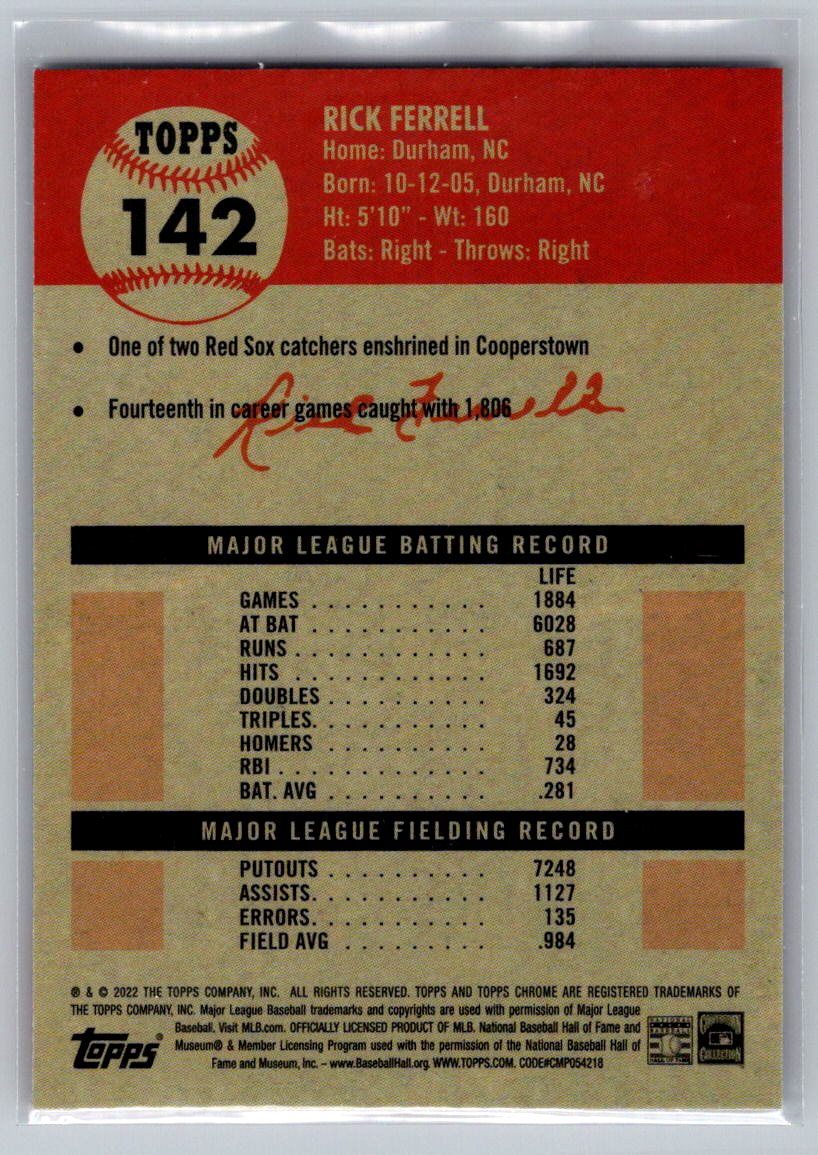 TOPPS
142
RICK FERRELL
Home: Durham, NC
Born: 10-12-05, Durham, NC
Ht: 5'10" - Wt: 160
Bats: Right - Throws: Right
• One of two Red Sox catchers enshrined in Cooperstown
• Fourteenth in career games caught with 1,806
Rick Ferrell
MAJOR LEAGUE BATTING RECORD
LIFE
GAMES . . . . . . . . . . . 1884
AT BAT . . . . . . . . . . . 6028
RUNS . . . . . . . . . . . . 687
HITS . . . . . . . . . . . . 1692
DOUBLES . . . . . . . . . . 324
TRIPLES. . . . . . . . . . . 45
HOMERS . . . . . . . . . . 28
RBI . . . . . . . . . . . . . 734
BAT. AVG . . . . . . . . . . .281
MAJOR LEAGUE FIELDING RECORD
PUTOUTS . . . . . . . . . . 7248
ASSISTS. . . . . . . . . . . 1127
ERRORS. . . . . . . . . . . 135
FIELD AVG . . . . . . . . . .984
® & © 2022 THE TOPPS COMPANY, INC. ALL RIGHTS RESERVED. TOPPS AND TOPPS CHROME ARE REGISTERED TRADEMARKS OF
THE TOPPS COMPANY, INC. Major League Baseball trademarks and copyrights are used with permission of Major League
Baseball. Visit MLB.com. OFFICIALLY LICENSED PRODUCT OF MLB. National Baseball Hall of Fame and
Museum® & Member Licensing Program used with the permission of the National Baseball Hall of
Fame and Museum, Inc. – www.BaseballHall.org. WWW.TOPPS.COM. CODE#CMP054218
topps®
COOPERSTOWN
COLLECTION